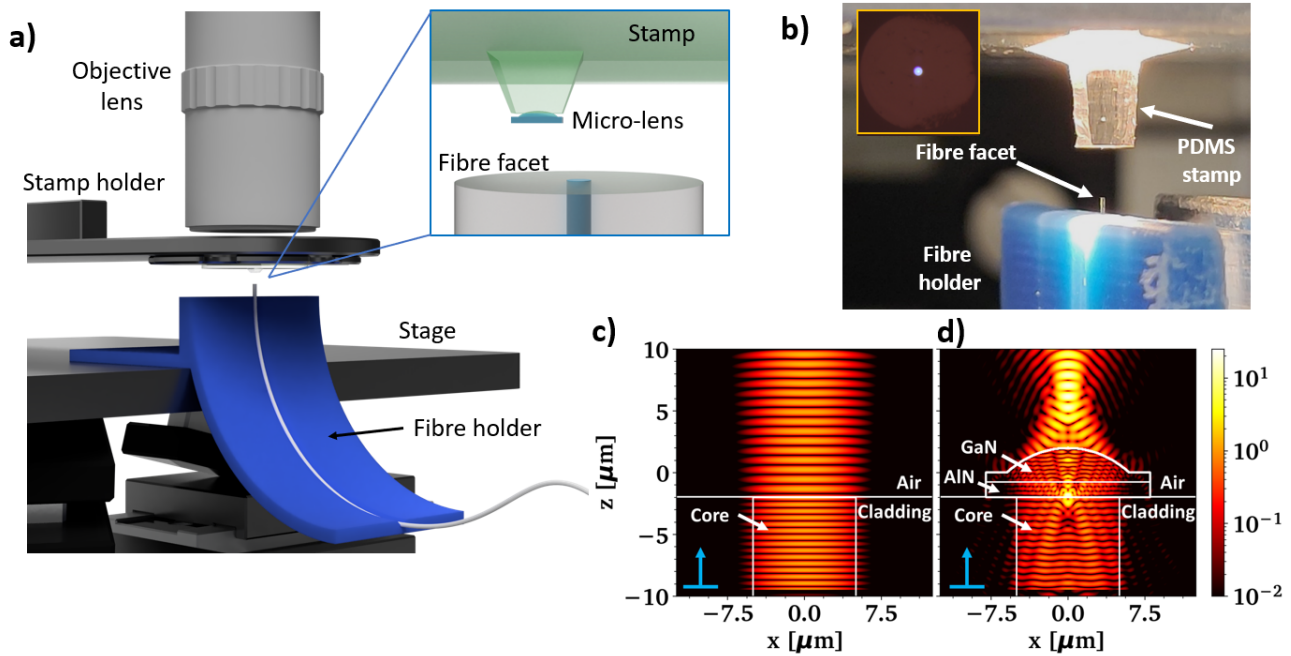 a)
Objective
lens
Stamp holder
Stage
Fibre holder
Stamp
Micro-lens
Fibre facet
b)
Fibre facet
PDMS
stamp
Fibre
holder
c)
10
5
0
−5
−10
z [μm]
Air
Core
Cladding
−7.5
0.0
7.5
x [μm]
d)
GaN
AlN
Air
Core
Cladding
−7.5
0.0
7.5
x [μm]
10¹
10⁰
10⁻¹
10⁻²